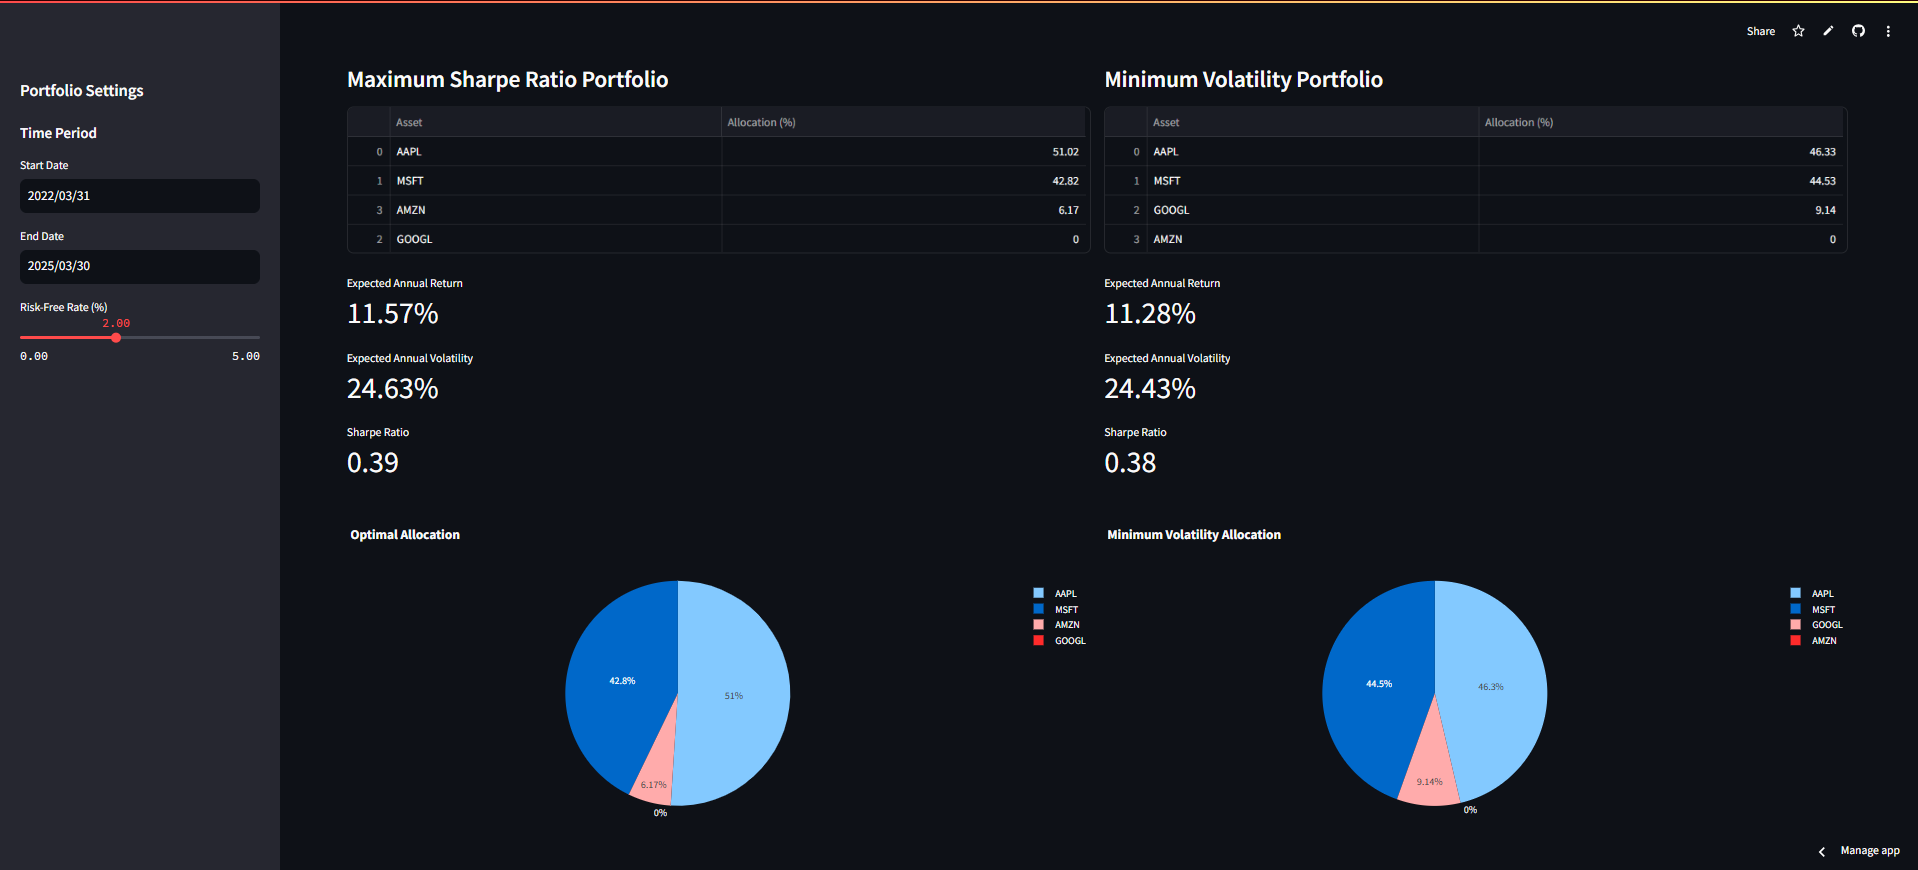 Share
Portfolio Settings
Time Period
Start Date
2022/03/31
End Date
2025/03/30
Risk-Free Rate (%)
2.00
0.00 5.00
Maximum Sharpe Ratio Portfolio
Asset Allocation (%)
0 AAPL 51.02
1 MSFT 42.82
3 AMZN 6.17
2 GOOGL 0
Expected Annual Return
11.57%
Expected Annual Volatility
24.63%
Sharpe Ratio
0.39
Optimal Allocation
AAPL
MSFT
AMZN
GOOGL
42.8%
51%
6.17%
0%
Minimum Volatility Portfolio
Asset Allocation (%)
0 AAPL 46.33
1 MSFT 44.53
2 GOOGL 9.14
3 AMZN 0
Expected Annual Return
11.28%
Expected Annual Volatility
24.43%
Sharpe Ratio
0.38
Minimum Volatility Allocation
AAPL
MSFT
GOOGL
AMZN
44.5%
46.3%
9.14%
0%
Manage app